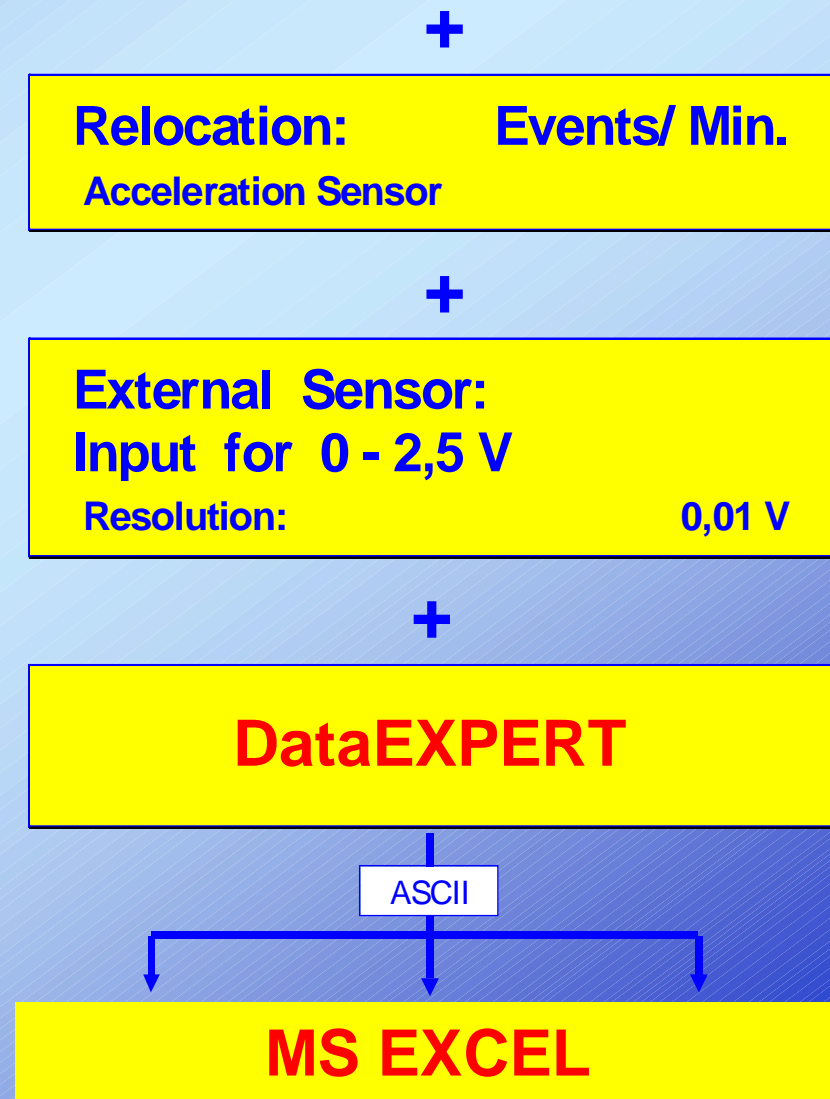 +
Relocation: Events/ Min.
Acceleration Sensor
+
External Sensor:
Input for 0 - 2,5 V
Resolution: 0,01 V
+
DataEXPERT
ASCII
MS EXCEL